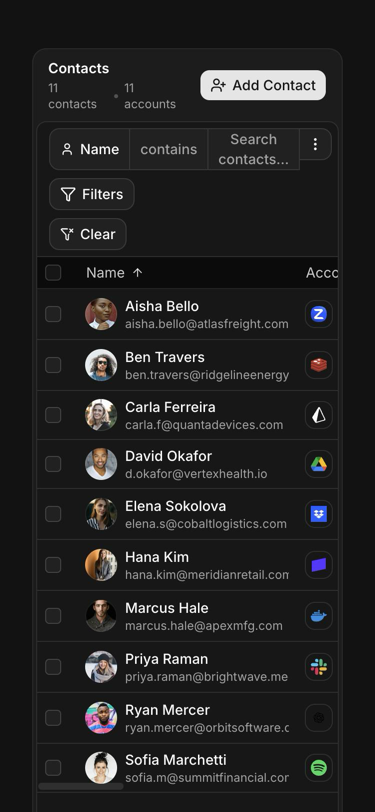 Contacts
11 contacts • 11 accounts
Add Contact
Name contains Search contacts...
Filters
Clear
Name ↑ Acco
Aisha Bello
aisha.bello@atlasfreight.com
Ben Travers
ben.travers@ridgelineenergy
Carla Ferreira
carla.f@quantadevices.com
David Okafor
d.okafor@vertexhealth.io
Elena Sokolova
elena.s@cobaltlogistics.com
Hana Kim
hana.kim@meridianretail.com
Marcus Hale
marcus.hale@apexmfg.com
Priya Raman
priya.raman@brightwave.me
Ryan Mercer
ryan.mercer@orbitsoftware.c
Sofia Marchetti
sofia.m@summitfinancial.cor